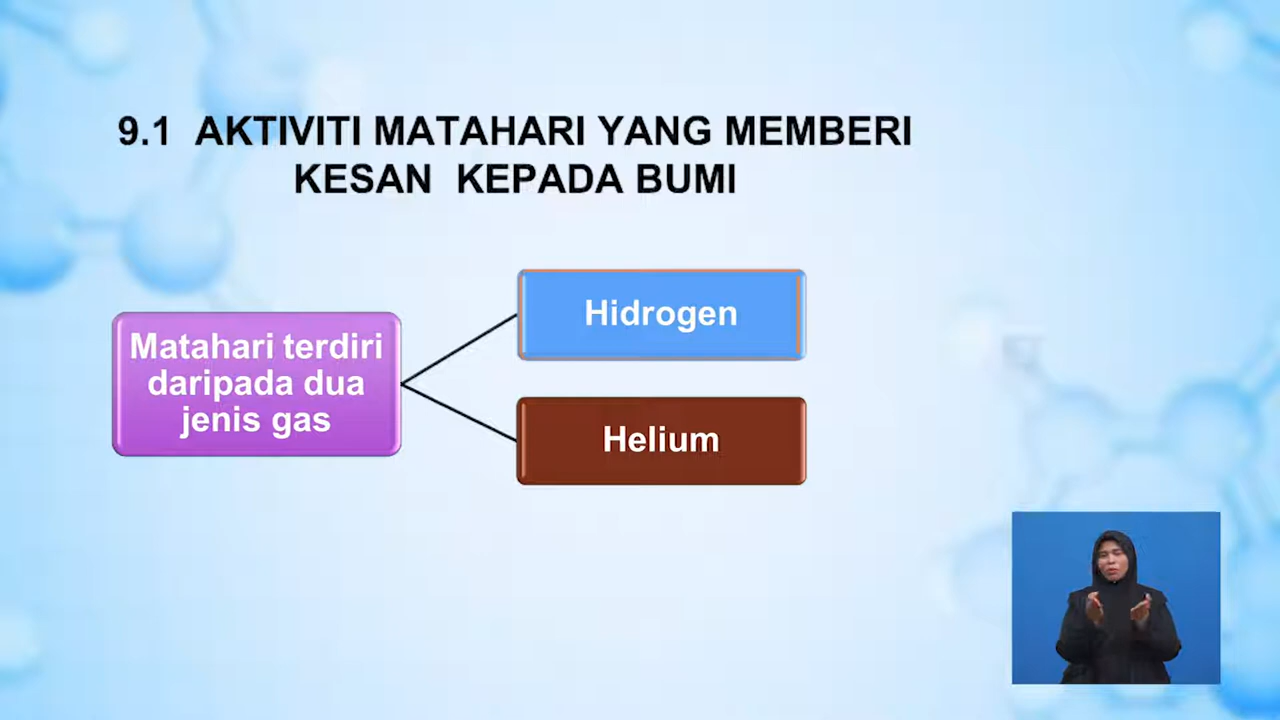 9.1 AKTIVITI MATAHARI YANG MEMBERI
KESAN KEPADA BUMI
Matahari terdiri
daripada dua
jenis gas
Hidrogen
Helium